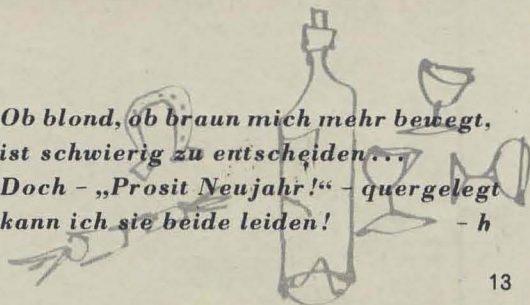 Ob blond, ob braun mich mehr bewegt,
ist schwierig zu entscheiden...
Doch – „Prosit Neujahr!“ – quergelegt
kann ich sie beide leiden! – h
13